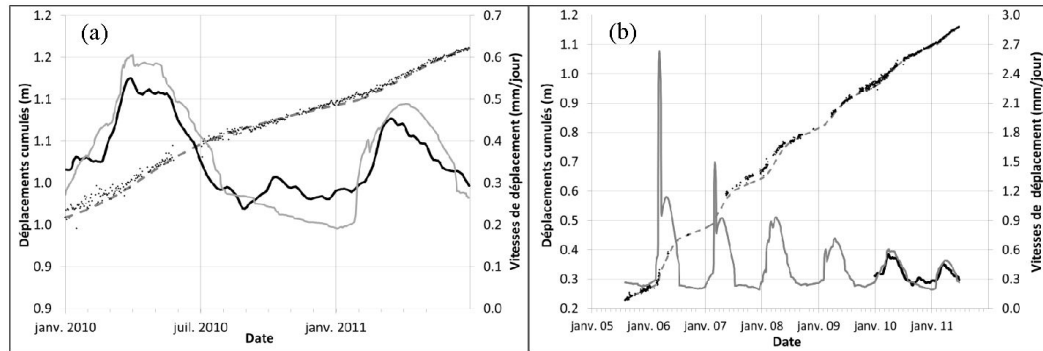 (a)
Déplacements cumulés (m)
1.2
1.1
1.1
1.0
1.0
0.9
0.9
0.7
0.6
0.5
0.4
0.3
0.2
0.1
0.0
Vitesses de déplacement (mm/jour)
janv. 2010
juil. 2010
janv. 2011
Date
(b)
Déplacements cumulés (m)
1.2
1.1
1.0
0.9
0.8
0.7
0.6
0.5
0.4
0.3
0.2
3.0
2.7
2.4
2.1
1.8
1.5
1.2
0.9
0.6
0.3
0.0
Vitesses de déplacement (mm/jour)
janv. 05
janv. 06
janv. 07
janv. 08
janv. 09
janv. 10
janv. 11
Date